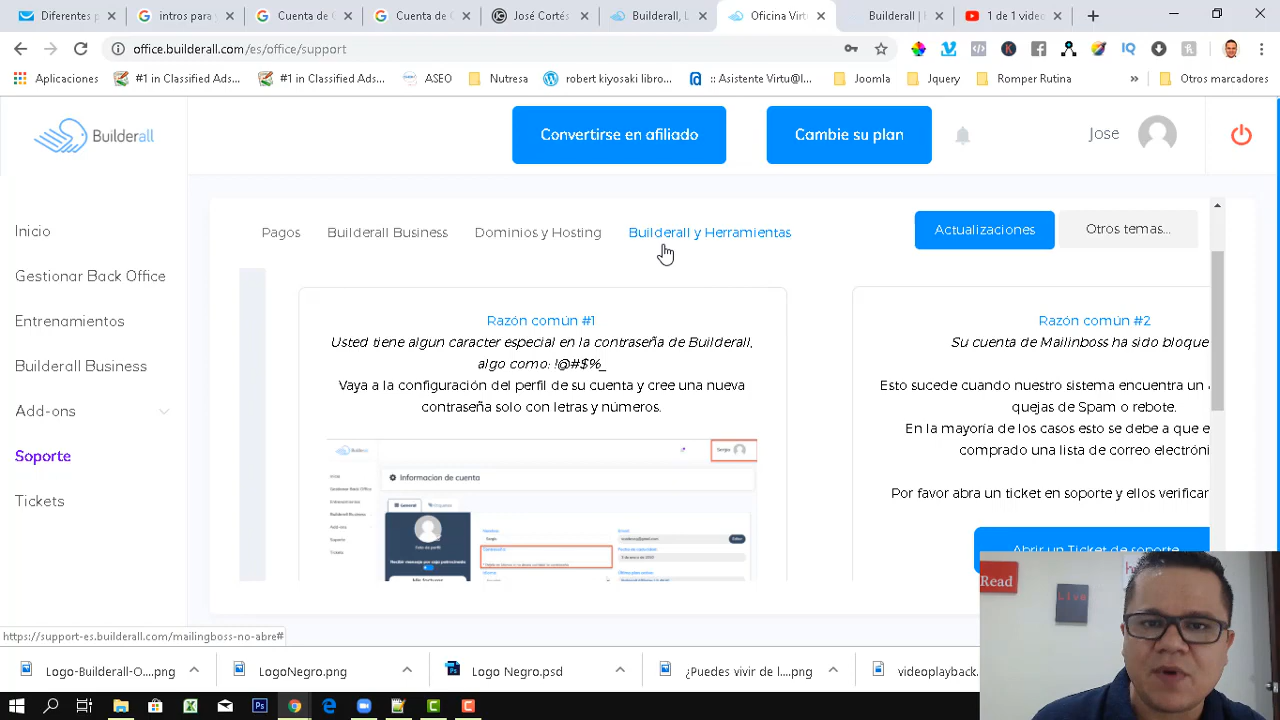 intros para
Cuenta de C
Cuenta de C
José Cortés
Builderall, L
Oficina Virt
Builderall | H
1 de 1 video
office.builderall.com/es/office/support
Aplicaciones
#1 in Classified Ads...
#1 in Classified Ads...
ASEO
Nutresa
robert kiyosaki libro...
:: Asistente Virtu@l...
Joomla
Jquery
Romper Rutina
»
Otros marcadores
Builderall
Convertirse en afiliado
Cambie su plan
Jose
Inicio
Gestionar Back Office
Entrenamientos
Builderall Business
Add-ons
Soporte
Tickets
Pagos
Builderall Business
Dominios y Hosting
Builderall y Herramientas
Actualizaciones
Otros temas...
Razón común #1
Usted tiene algun caracter especial en la contraseña de Builderall,
algo como: !@#$%_
Vaya a la configuración del perfil de su cuenta y cree una nueva
contraseña solo con letras y números.
Informacion de cuenta
Razón común #2
Su cuenta de Mailinboss ha sido bloque
Esto sucede cuando nuestro sistema encuentra un
quejas de Spam o rebote.
En la mayoría de los casos esto se debe a que e
comprado una lista de correo electróni
Por favor abra un ticket an soporte y ellos verificar
Abrir un Ticket de soporte
Read
Live
https://support-es.builderall.com/mailingboss-no-abre#
Logo-Builderall-O....png
LogoNegro.png
Logo Negro.psd
¿Puedes vivir de l....png
videoplayback.